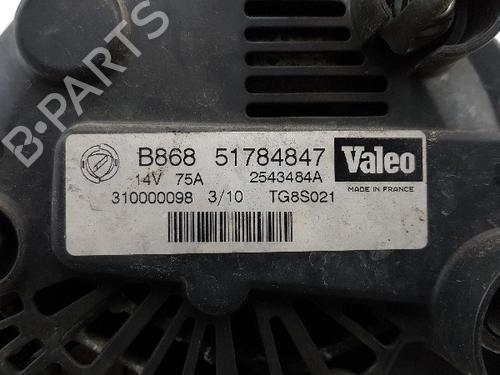 B-PARTS
B868 51784847 Valeo
14V 75A 2543484A MADE IN FRANCE
310000098 3/10 TG8S021